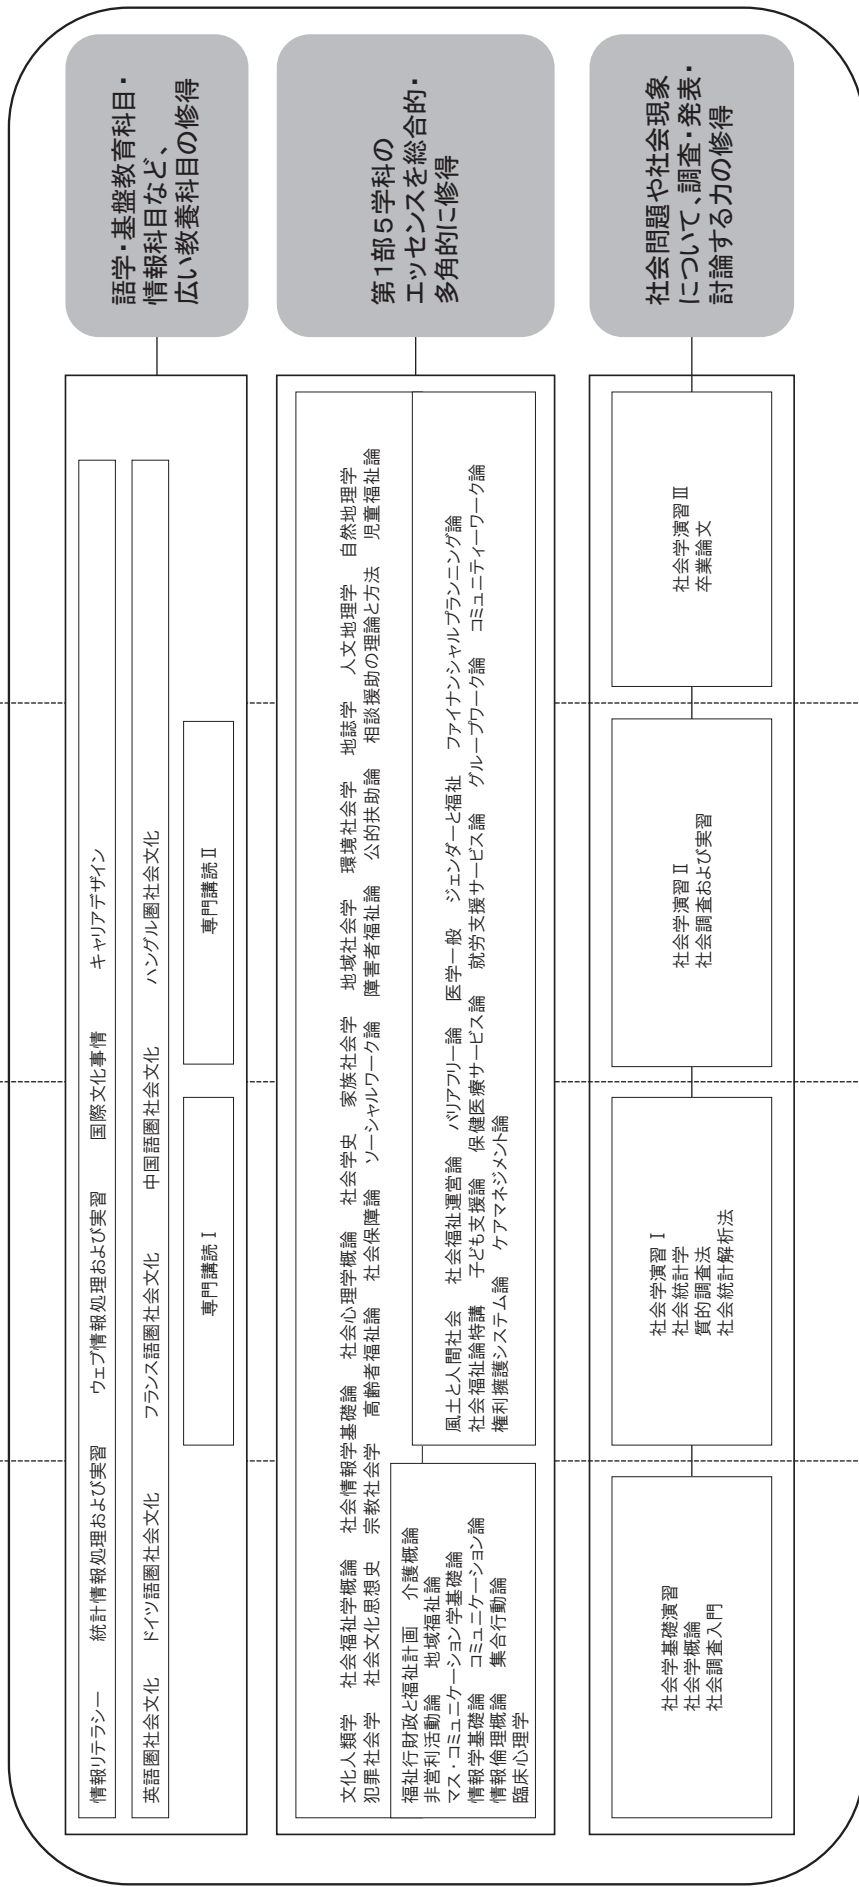 語学・基盤教育科目・
情報科目など、
広い教養科目の修得
情報リテラシー 統計情報処理および実習 ウェブ情報処理および実習 国際文化事情 キャリアデザイン
英語圏社会文化 ドイツ語圏社会文化 フランス語圏社会文化 中国語圏社会文化 ハングル圏社会文化
専門講読Ⅰ
専門講読Ⅱ
第1部5学科の
エッセンスを総合的・
多角的に修得
文化人類学 社会福祉学概論 社会情報学基礎論 社会心理学概論 社会学史 家族社会学 地域社会学 環境社会学 地誌学 人文地理学 自然地理学
犯罪社会学 社会文化思想史 宗教社会学 高齢者福祉論 社会保障論 ソーシャルワーク論 障害者福祉論 公的扶助論 相談援助の理論と方法 児童福祉論
福祉行財政と福祉計画 介護概論
非営利活動論 地域福祉論
マス・コミュニケーション学基礎論
情報学基礎論 コミュニケーション論
情報倫理概論 集合行動論
臨床心理学
風土と人間社会 社会福祉運営論 バリアフリー論 医学一般 ジェンダーと福祉 ファイナンシャルプランニング論
社会福祉論特講 子ども支援論 保健医療サービス論 就労支援サービス論 グループワーク論 コミュニティーワーク論
権利擁護システム論 ケアマネジメント論
社会問題や社会現象
について、調査・発表・
討論する力の修得
社会学基礎演習
社会学概論
社会調査入門
社会学演習Ⅰ
社会統計学
質的調査法
社会統計解析法
社会学演習Ⅱ
社会調査および実習
社会学演習Ⅲ
卒業論文